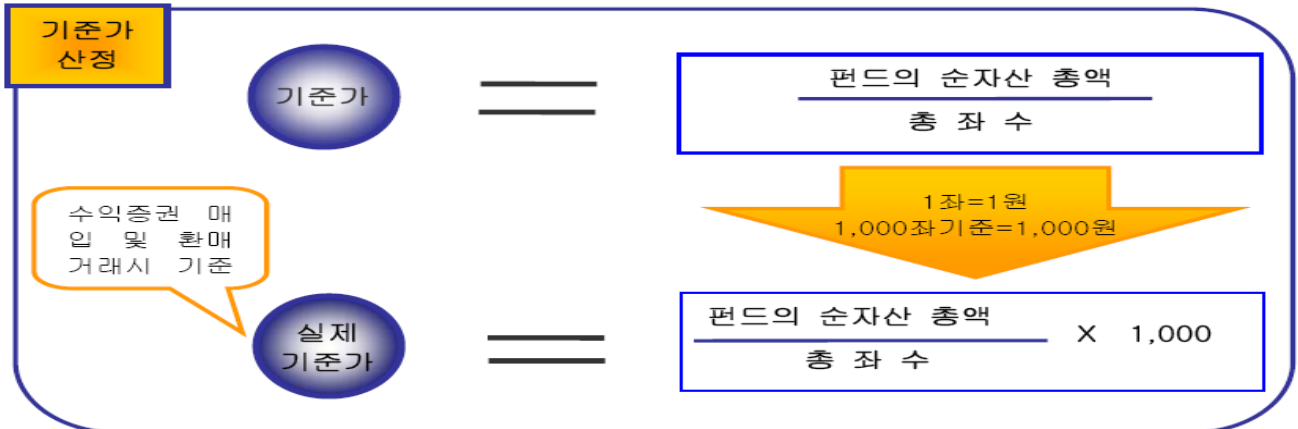 기준가
산정
기준가
펀드의 순자산 총액
총 좌 수
1좌=1원
1,000좌기준=1,000원
수익증권 매
입 및 환매
거래시 기준
실제
기준가
펀드의 순자산 총액
총 좌 수
X 1,000